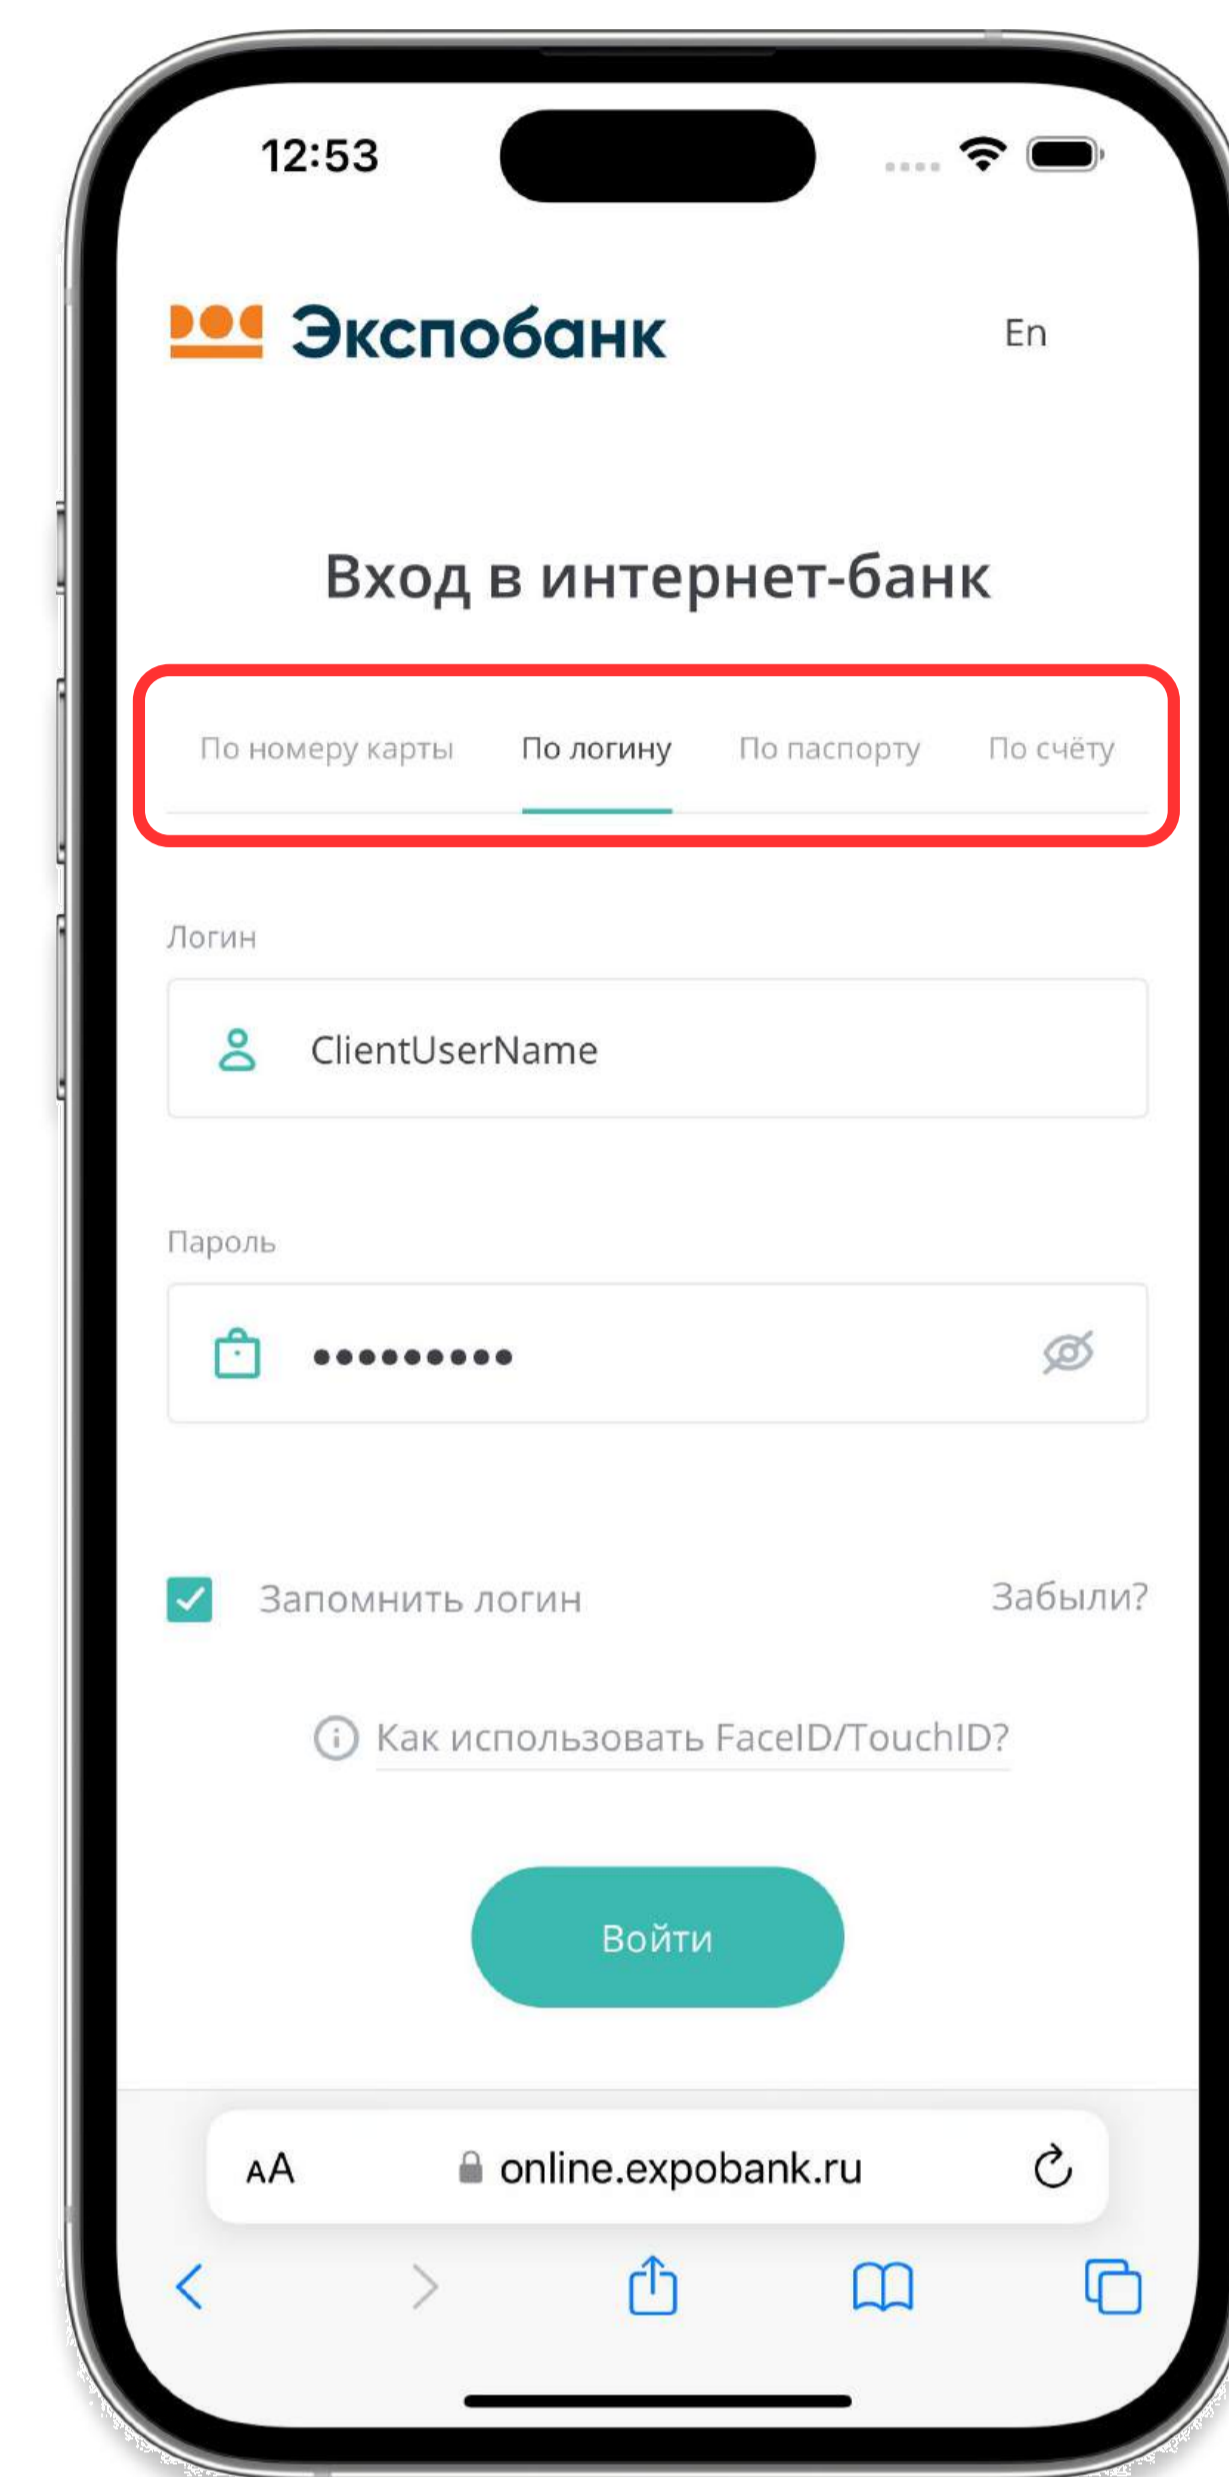 12:53
Экспобанк
En
Вход в интернет-банк
По номеру карты По логину По паспорту По счёту
Логин
ClientUserName
Пароль
•••••••••
Запомнить логин Забыли?
Как использовать FaceID/TouchID?
Войти
AA online.expobank.ru